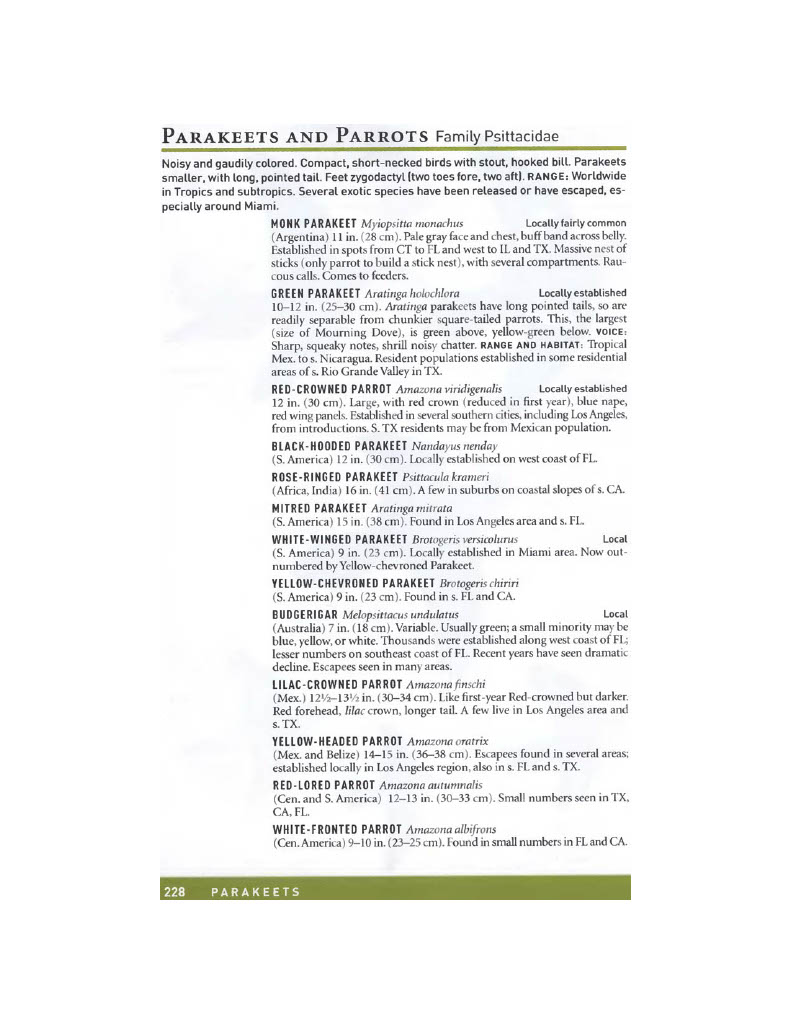 PARAKEETS AND PARROTS Family Psittacidae
Noisy and gaudily colored. Compact, short-necked birds with stout, hooked bill. Parakeets
smaller, with long, pointed tail. Feet zygodactyl (two toes fore, two aft). RANGE: Worldwide
in Tropics and subtropics. Several exotic species have been released or have escaped, es-
pecially around Miami.
MONK PARAKEET Myiopsitta monachus Locally fairly common
(Argentina) 11 in. (28 cm). Pale gray face and chest, buff band across belly.
Established in spots from CT to FL and west to IL and TX. Massive nest of
sticks (only parrot to build a stick nest), with several compartments. Rau-
cous calls. Comes to feeders.
GREEN PARAKEET Aratinga holochlora Locally established
10–12 in. (25–30 cm). Aratinga parakeets have long pointed tails, so are
readily separable from chunkier square-tailed parrots. This, the largest
(size of Mourning Dove), is green above, yellow-green below. VOICE:
Sharp, squeaky notes, shrill noisy chatter. RANGE AND HABITAT: Tropical
Mex. to s. Nicaragua. Resident populations established in some residential
areas of s. Rio Grande Valley in TX.
RED-CROWNED PARROT Amazona viridigenalis Locally established
12 in. (30 cm). Large, with red crown (reduced in first year), blue nape,
red wing panels. Established in several southern cities, including Los Angeles,
from introductions. S. TX residents may be from Mexican population.
BLACK-HOODED PARAKEET Nandayus nenday
(S. America) 12 in. (30 cm). Locally established on west coast of FL.
ROSE-RINGED PARAKEET Psittacula krameri
(Africa, India) 16 in. (41 cm). A few in suburbs on coastal slopes of s. CA.
MITRED PARAKEET Aratinga mitrata
(S. America) 15 in. (38 cm). Found in Los Angeles area and s. FL.
WHITE-WINGED PARAKEET Brotogeris versicolurus Local
(S. America) 9 in. (23 cm). Locally established in Miami area. Now out-
numbered by Yellow-chevroned Parakeet.
YELLOW-CHEVRONED PARAKEET Brotogeris chiriri
(S. America) 9 in. (23 cm). Found in s. FL and CA.
BUDGERIGAR Melopsittacus undulatus Local
(Australia) 7 in. (18 cm). Variable. Usually green; a small minority may be
blue, yellow, or white. Thousands were established along west coast of FL;
lesser numbers on southeast coast of FL. Recent years have seen dramatic
decline. Escapees seen in many areas.
LILAC-CROWNED PARROT Amazona finschi
(Mex.) 12½–13½ in. (30–34 cm). Like first-year Red-crowned but darker.
Red forehead, lilac crown, longer tail. A few live in Los Angeles area and
s. TX.
YELLOW-HEADED PARROT Amazona oratrix
(Mex. and Belize) 14–15 in. (36–38 cm). Escapees found in several areas;
established locally in Los Angeles region, also in s. FL and s. TX.
RED-LORED PARROT Amazona autumnalis
(Cen. and S. America) 12–13 in. (30–33 cm). Small numbers seen in TX,
CA, FL.
WHITE-FRONTED PARROT Amazona albifrons
(Cen. America) 9–10 in. (23–25 cm). Found in small numbers in FL and CA.
228 PARAKEETS